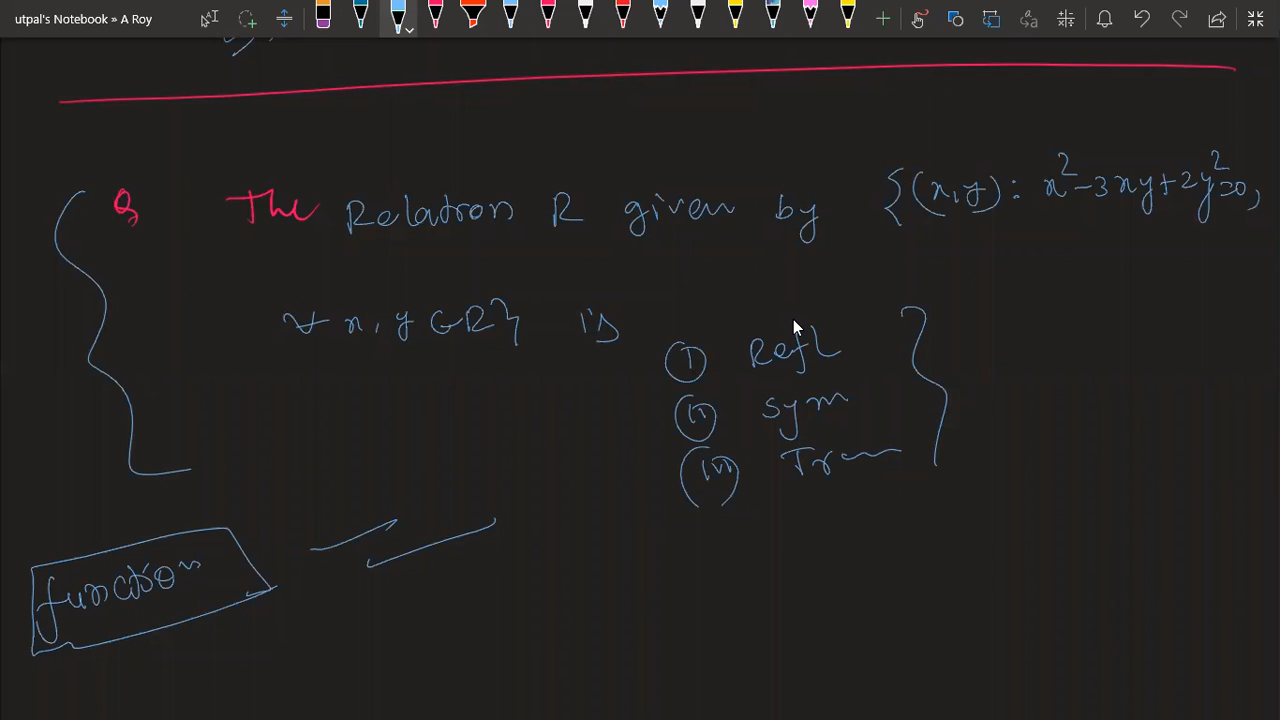 utpal's Notebook » A Roy
Q The Relation R given by {(x,y): x²-3xy+2y²=0,
∀ x, y ∈ R} is
(i) Refl
(ii) Sym
(iii) Tran
function